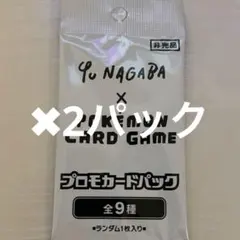 非売品
YU NAGABA
×
POKÉMON
CARD GAME
✖2パック
プロモカードパック
全9種
※ランダム1枚入り※